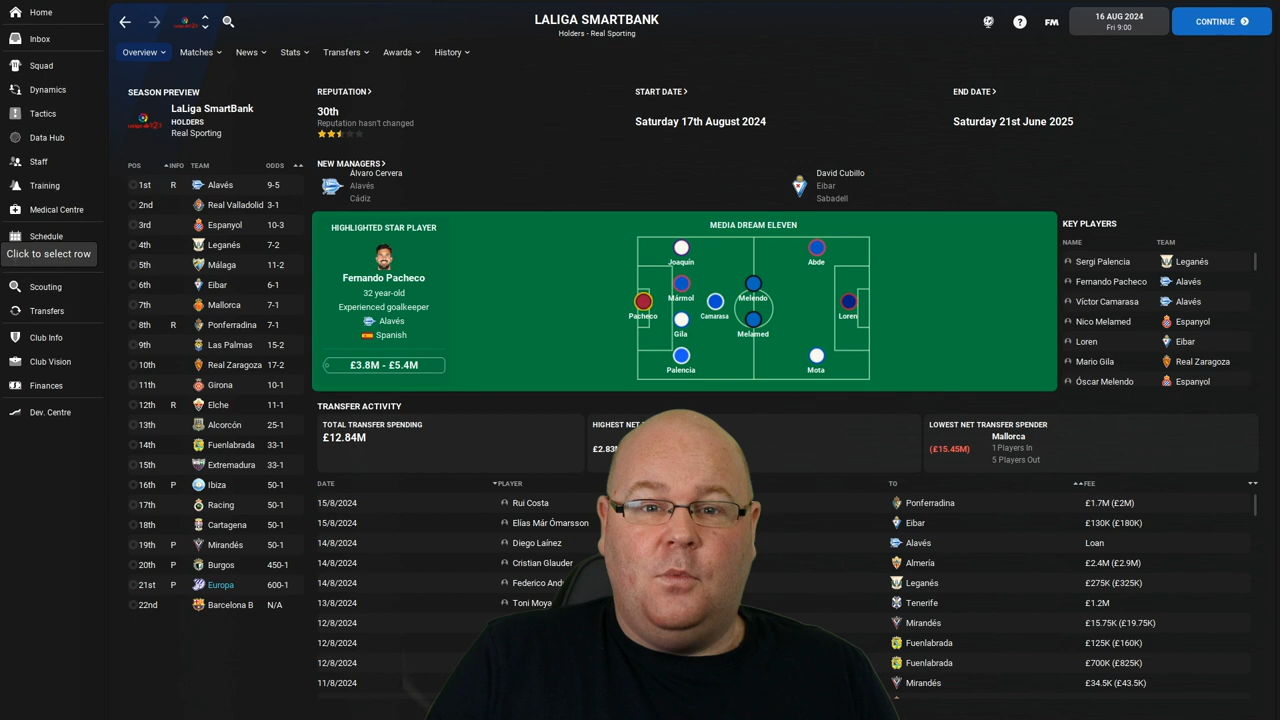 Home
Inbox
Squad
Dynamics
Tactics
Data Hub
Staff
Training
Medical Centre
Schedule
Click to select row
Scouting
Transfers
Club Info
Club Vision
Finances
Dev. Centre
LALIGA SMARTBANK
Holders - Real Sporting
FM
16 AUG 2024
Fri 9:00
CONTINUE
Overview
Matches
News
Stats
Transfers
Awards
History
SEASON PREVIEW
LaLiga SmartBank
HOLDERS
Real Sporting
REPUTATION
30th
Reputation hasn't changed
START DATE
Saturday 17th August 2024
END DATE
Saturday 21st June 2025
NEW MANAGERS
Álvaro Cervera
Alavés
Cádiz
David Cubillo
Eibar
Sabadell
POS INFO TEAM ODDS
1st R Alavés 9-5
2nd Real Valladolid 3-1
3rd Espanyol 10-3
4th Leganés 7-2
5th Málaga 11-2
6th Eibar 6-1
7th Mallorca 7-1
8th R Ponferradina 7-1
9th Las Palmas 15-2
10th Real Zaragoza 17-2
11th Girona 10-1
12th R Elche 11-1
13th Alcorcón 25-1
14th Fuenlabrada 33-1
15th Extremadura 33-1
16th P Ibiza 50-1
17th Racing 50-1
18th Cartagena 50-1
19th P Mirandés 50-1
20th P Burgos 450-1
21st P Europa 600-1
22nd Barcelona B N/A
HIGHLIGHTED STAR PLAYER
Fernando Pacheco
32 year-old
Experienced goalkeeper
Alavés
Spanish
£3.8M - £5.4M
MEDIA DREAM ELEVEN
Joaquín
Abde
Mármol
Melendo
Pacheco
Camarasa
Loren
Gila
Melamed
Palencia
Mota
KEY PLAYERS
NAME TEAM
Sergi Palencia Leganés
Fernando Pacheco Alavés
Víctor Camarasa Alavés
Nico Melamed Espanyol
Loren Eibar
Mario Gila Real Zaragoza
Óscar Melendo Espanyol
TRANSFER ACTIVITY
TOTAL TRANSFER SPENDING
£12.84M
HIGHEST NET
£2.83
LOWEST NET TRANSFER SPENDER
Mallorca
(£15.45M)
1 Players In
5 Players Out
DATE PLAYER TO FEE
15/8/2024 Rui Costa Ponferradina £1.7M (£2M)
15/8/2024 Elías Már Ómarsson Eibar £130K (£180K)
14/8/2024 Diego Laínez Alavés Loan
14/8/2024 Cristian Glauder Almería £2.4M (£2.9M)
14/8/2024 Federico Leganés £275K (£325K)
13/8/2024 Toni Moya Tenerife £1.2M
12/8/2024 Mirandés £15.75K (£19.75K)
12/8/2024 Fuenlabrada £125K (£160K)
12/8/2024 Fuenlabrada £700K (£825K)
11/8/2024 Mirandés £34.5K (£43.5K)